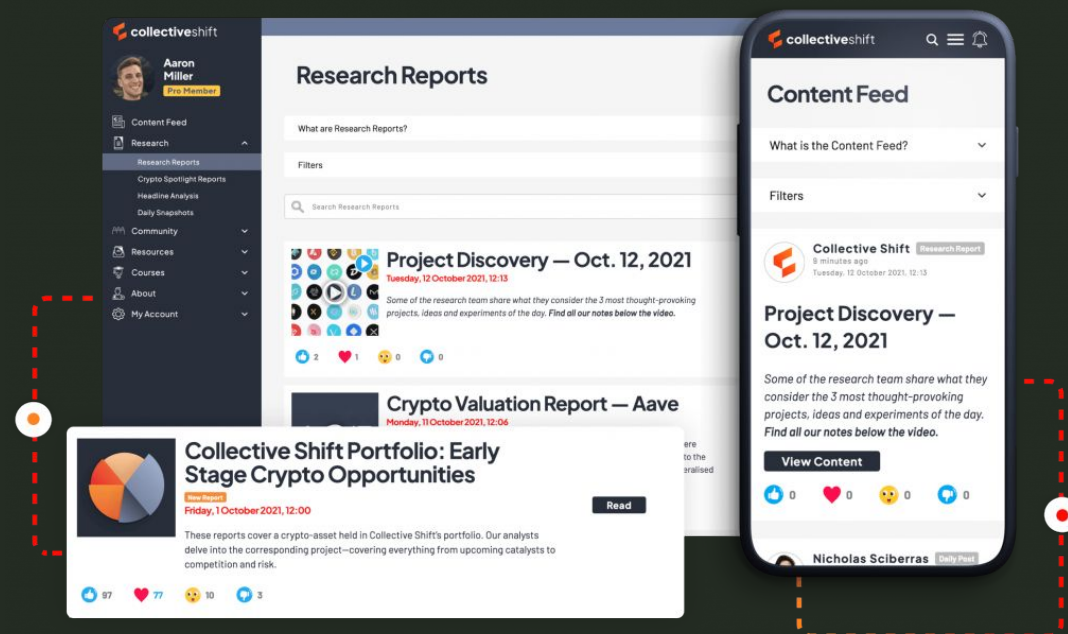 collectiveshift
Aaron
Miller
Pro Member
Content Feed
Research
Research Reports
Crypto Spotlight Reports
Headline Analysis
Daily Snapshots
Community
Resources
Courses
About
My Account
Research Reports
What are Research Reports?
Filters
Search Research Reports
Project Discovery — Oct. 12, 2021
Tuesday, 12 October 2021, 12:13
Some of the research team share what they consider the 3 most thought-provoking
projects, ideas and experiments of the day. Find all our notes below the video.
2 1 0 0
Crypto Valuation Report — Aave
Monday, 11 October 2021, 12:06
ere
to the
eralised
Collective Shift Portfolio: Early
Stage Crypto Opportunities
New Report
Friday, 1 October 2021, 12:00
Read
These reports cover a crypto-asset held in Collective Shift's portfolio. Our analysts
delve into the corresponding project—covering everything from upcoming catalysts to
competition and risk.
97 77 10 3
collectiveshift
Content Feed
What is the Content Feed?
Filters
Collective Shift Research Report
9 minutes ago
Tuesday, 12 October 2021, 12:13
Project Discovery —
Oct. 12, 2021
Some of the research team share what they
consider the 3 most thought-provoking
projects, ideas and experiments of the day.
Find all our notes below the video.
View Content
0 0 0 0
Nicholas Sciberras Daily Post